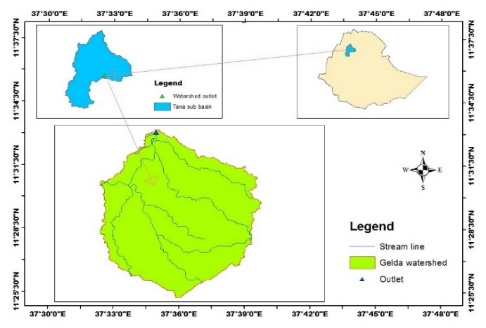 37°30'0"E 37°33'0"E 37°36'0"E 37°39'0"E 37°42'0"E 37°45'0"E 37°48'0"E
11°37'30"N 11°37'30"N
Legend
Watershed outlet
Tana sub basin
11°34'30"N 11°34'30"N
11°31'30"N 11°31'30"N
N
W E
S
11°28'30"N 11°28'30"N
Legend
Stream line
Gelda watershed
Outlet
11°25'30"N 11°25'30"N
37°30'0"E 37°33'0"E 37°36'0"E 37°39'0"E 37°42'0"E 37°45'0"E 37°48'0"E